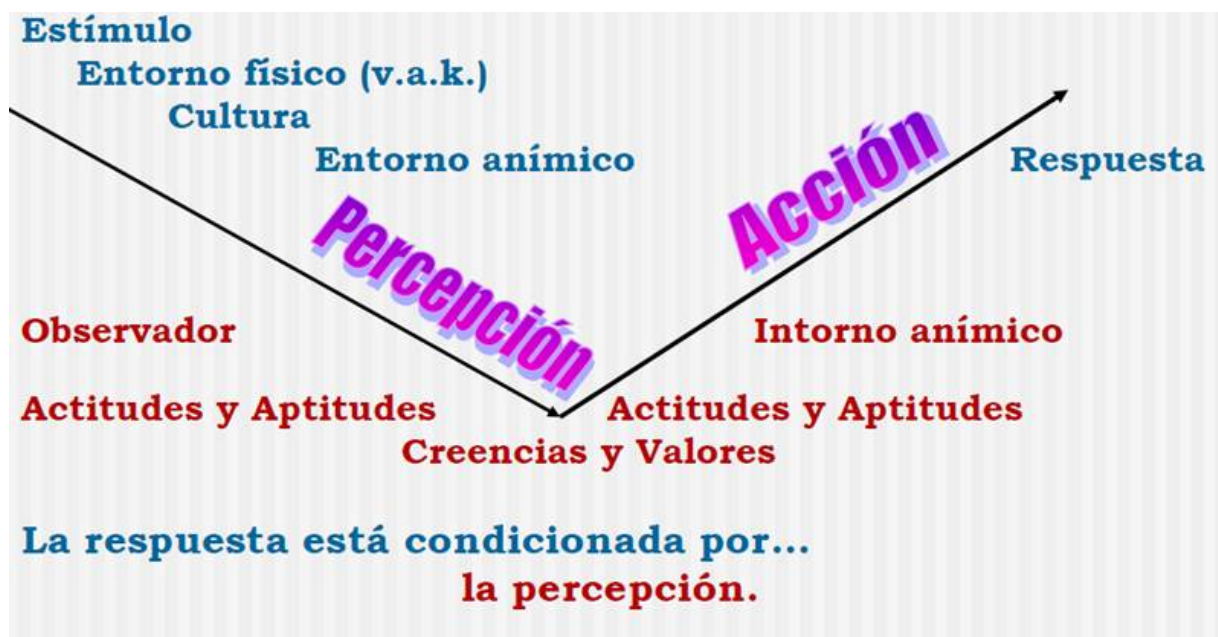 Estímulo
Entorno físico (v.a.k.)
Cultura
Entorno anímico
Respuesta
Percepción
Acción
Observador
Intorno anímico
Actitudes y Aptitudes
Actitudes y Aptitudes
Creencias y Valores
La respuesta está condicionada por...
la percepción.